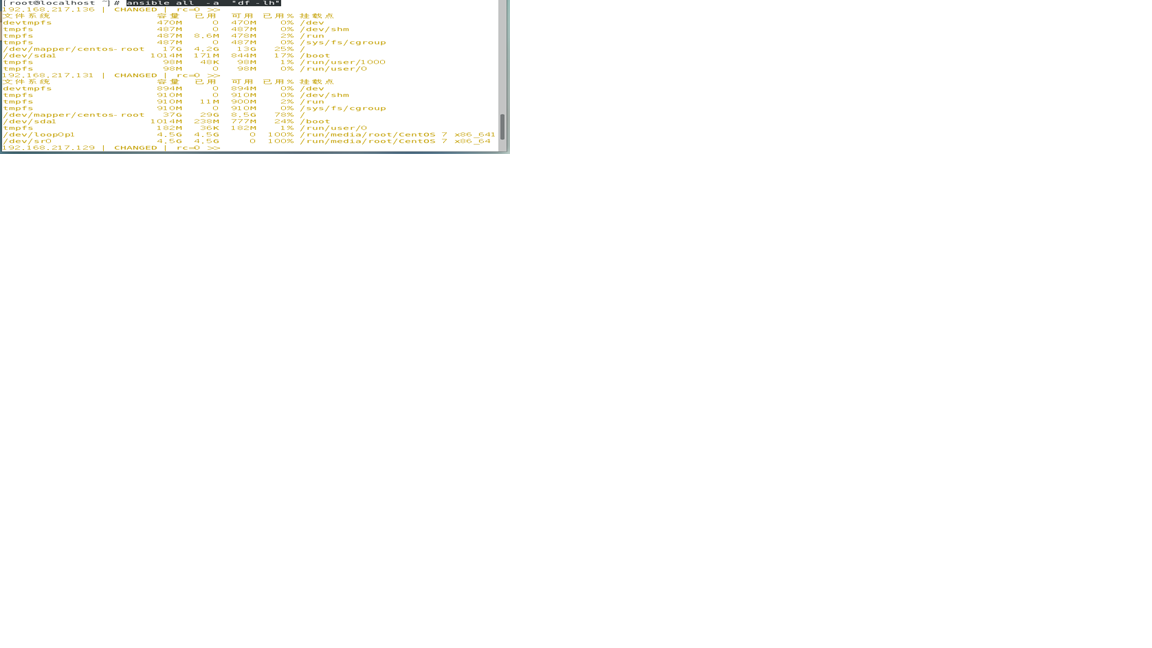 [root@localhost ~]# ansible all -a "df -lh"
192.168.217.136 | CHANGED | rc=0 >>
文件系统 容量 已用 可用 已用% 挂载点
devtmpfs 470M 0 470M 0% /dev
tmpfs 487M 0 487M 0% /dev/shm
tmpfs 487M 8.6M 478M 2% /run
tmpfs 487M 0 487M 0% /sys/fs/cgroup
/dev/mapper/centos-root 17G 4.2G 13G 25% /
/dev/sda1 1014M 171M 844M 17% /boot
tmpfs 98M 48K 98M 1% /run/user/1000
tmpfs 98M 0 98M 0% /run/user/0
192.168.217.131 | CHANGED | rc=0 >>
文件系统 容量 已用 可用 已用% 挂载点
devtmpfs 894M 0 894M 0% /dev
tmpfs 910M 0 910M 0% /dev/shm
tmpfs 910M 11M 900M 2% /run
tmpfs 910M 0 910M 0% /sys/fs/cgroup
/dev/mapper/centos-root 37G 29G 8.5G 78% /
/dev/sda1 1014M 238M 777M 24% /boot
tmpfs 182M 36K 182M 1% /run/user/0
/dev/loop0p1 4.5G 4.5G 0 100% /run/media/root/CentOS 7 x86_641
/dev/sr0 4.5G 4.5G 0 100% /run/media/root/CentOS 7 x86_64
192.168.217.129 | CHANGED | rc=0 >>